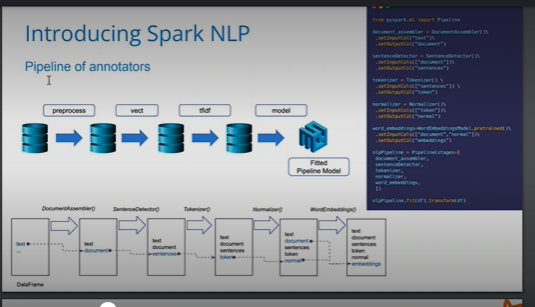 Introducing Spark NLP
Pipeline of annotators
preprocess
vect
tfidf
model
Fitted
Pipeline Model
DocumentAssembler()
SentenceDetector()
Tokenizer()
Normalizer()
WordEmbeddings()
text
...
text
document
text
document
sentences
text
document
sentences
token
text
document
sentences
token
normal
text
document
sentences
token
normal
embeddings
DataFrame
from pyspark.ml import Pipeline
document_assembler = DocumentAssembler()\
.setInputCol("text")\
.setOutputCol("document")
sentenceDetector = SentenceDetector()\
.setInputCols(["document"])\
.setOutputCol("sentences")
tokenizer = Tokenizer() \
.setInputCols(["sentences"]) \
.setOutputCol("token")
normalizer = Normalizer()\
.setInputCols(["token"])\
.setOutputCol("normal")
word_embeddings=WordEmbeddingsModel.pretrained()\
.setInputCols(["document","normal"])\
.setOutputCol("embeddings")
nlpPipeline = Pipeline(stages=[
document_assembler,
sentenceDetector,
tokenizer,
normalizer,
word_embeddings,
])
nlpPipeline.fit(df).transform(df)